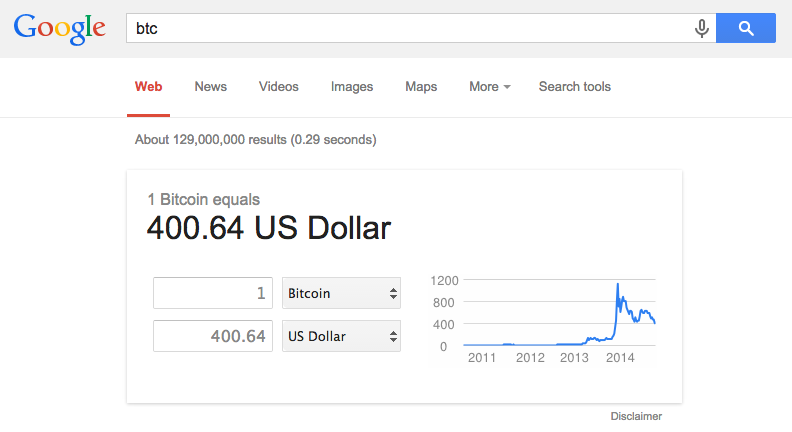 Google btc
Web News Videos Images Maps More Search tools
About 129,000,000 results (0.29 seconds)
1 Bitcoin equals
400.64 US Dollar
1 Bitcoin
400.64 US Dollar
1200
800
400
0
2011 2012 2013 2014
Disclaimer